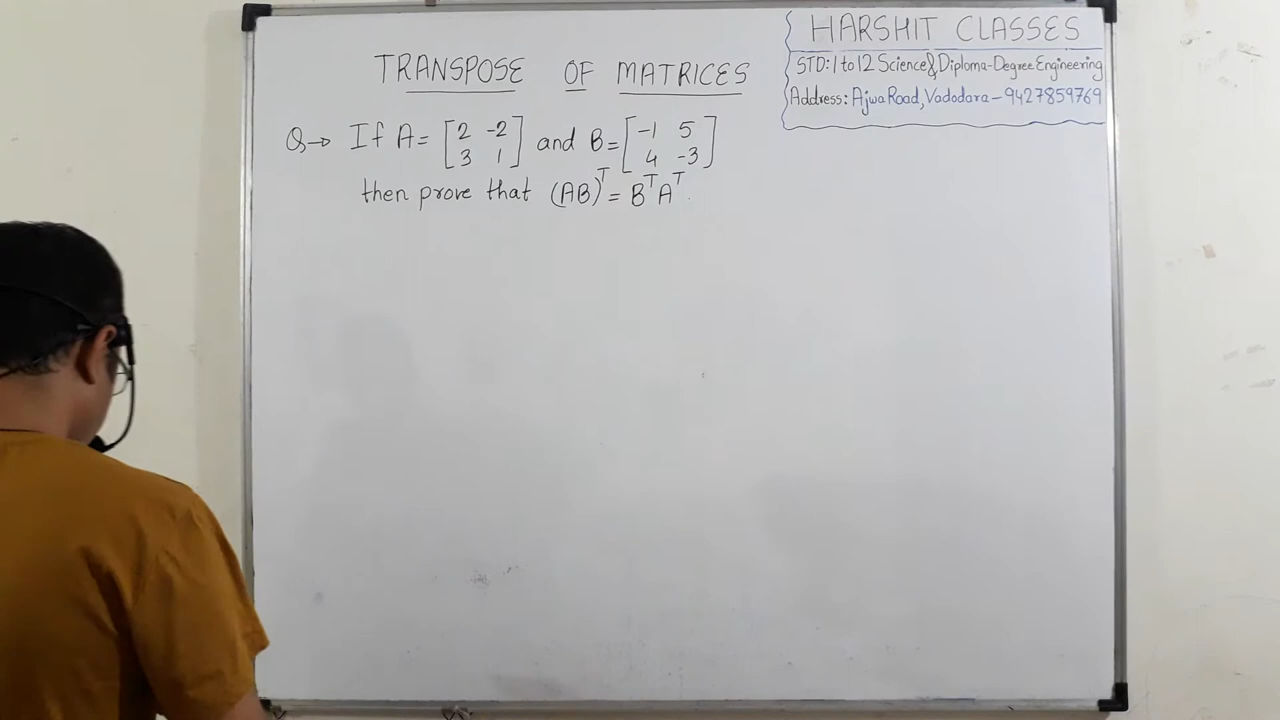 HARSHIT CLASSES
STD: 1 to 12 Science & Diploma-Degree Engineering
Address: Ajwa Road, Vadodara - 9427859769
TRANSPOSE OF MATRICES
Q→ If A = [2 -2 and B = [-1 5
3 1] 4 -3]
then prove that (AB)ᵀ = BᵀAᵀ.